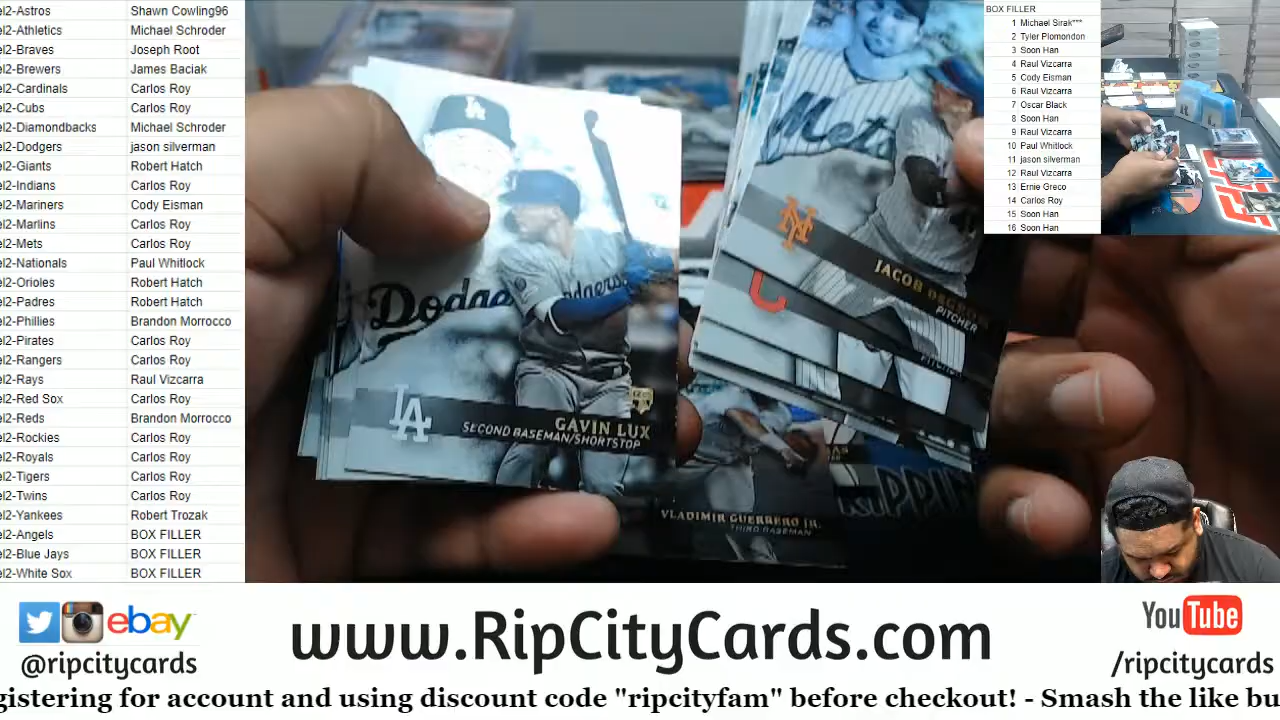 el2-Astros Shawn Cowling96
el2-Athletics Michael Schroder
el2-Braves Joseph Root
el2-Brewers James Baciak
el2-Cardinals Carlos Roy
el2-Cubs Carlos Roy
el2-Diamondbacks Michael Schroder
el2-Dodgers jason silverman
el2-Giants Robert Hatch
el2-Indians Carlos Roy
el2-Mariners Cody Eisman
el2-Marlins Carlos Roy
el2-Mets Carlos Roy
el2-Nationals Paul Whitlock
el2-Orioles Robert Hatch
el2-Padres Robert Hatch
el2-Phillies Brandon Morrocco
el2-Pirates Carlos Roy
el2-Rangers Carlos Roy
el2-Rays Raul Vizcarra
el2-Red Sox Carlos Roy
el2-Reds Brandon Morrocco
el2-Rockies Carlos Roy
el2-Royals Carlos Roy
el2-Tigers Carlos Roy
el2-Twins Carlos Roy
el2-Yankees Robert Trozak
el2-Angels BOX FILLER
el2-Blue Jays BOX FILLER
el2-White Sox BOX FILLER
LA
Dodge
odgers
LA
GAVIN LUX
SECOND BASEMAN/SHORTSTOP
Mets
NY
JACOB DEGROM
PITCHER
C
VLADIMIR GUERRERO JR.
THIRD BASEMAN
BOX FILLER
1 Michael Sirak***
2 Tyler Plomondon
3 Soon Han
4 Raul Vizcarra
5 Cody Eisman
6 Raul Vizcarra
7 Oscar Black
8 Soon Han
9 Raul Vizcarra
10 Paul Whitlock
11 jason silverman
12 Raul Vizcarra
13 Ernie Greco
14 Carlos Roy
15 Soon Han
16 Soon Han
ebay
@ripcitycards
www.RipCityCards.com
YouTube
/ripcitycards
gistering for account and using discount code "ripcityfam" before checkout! - Smash the like bu